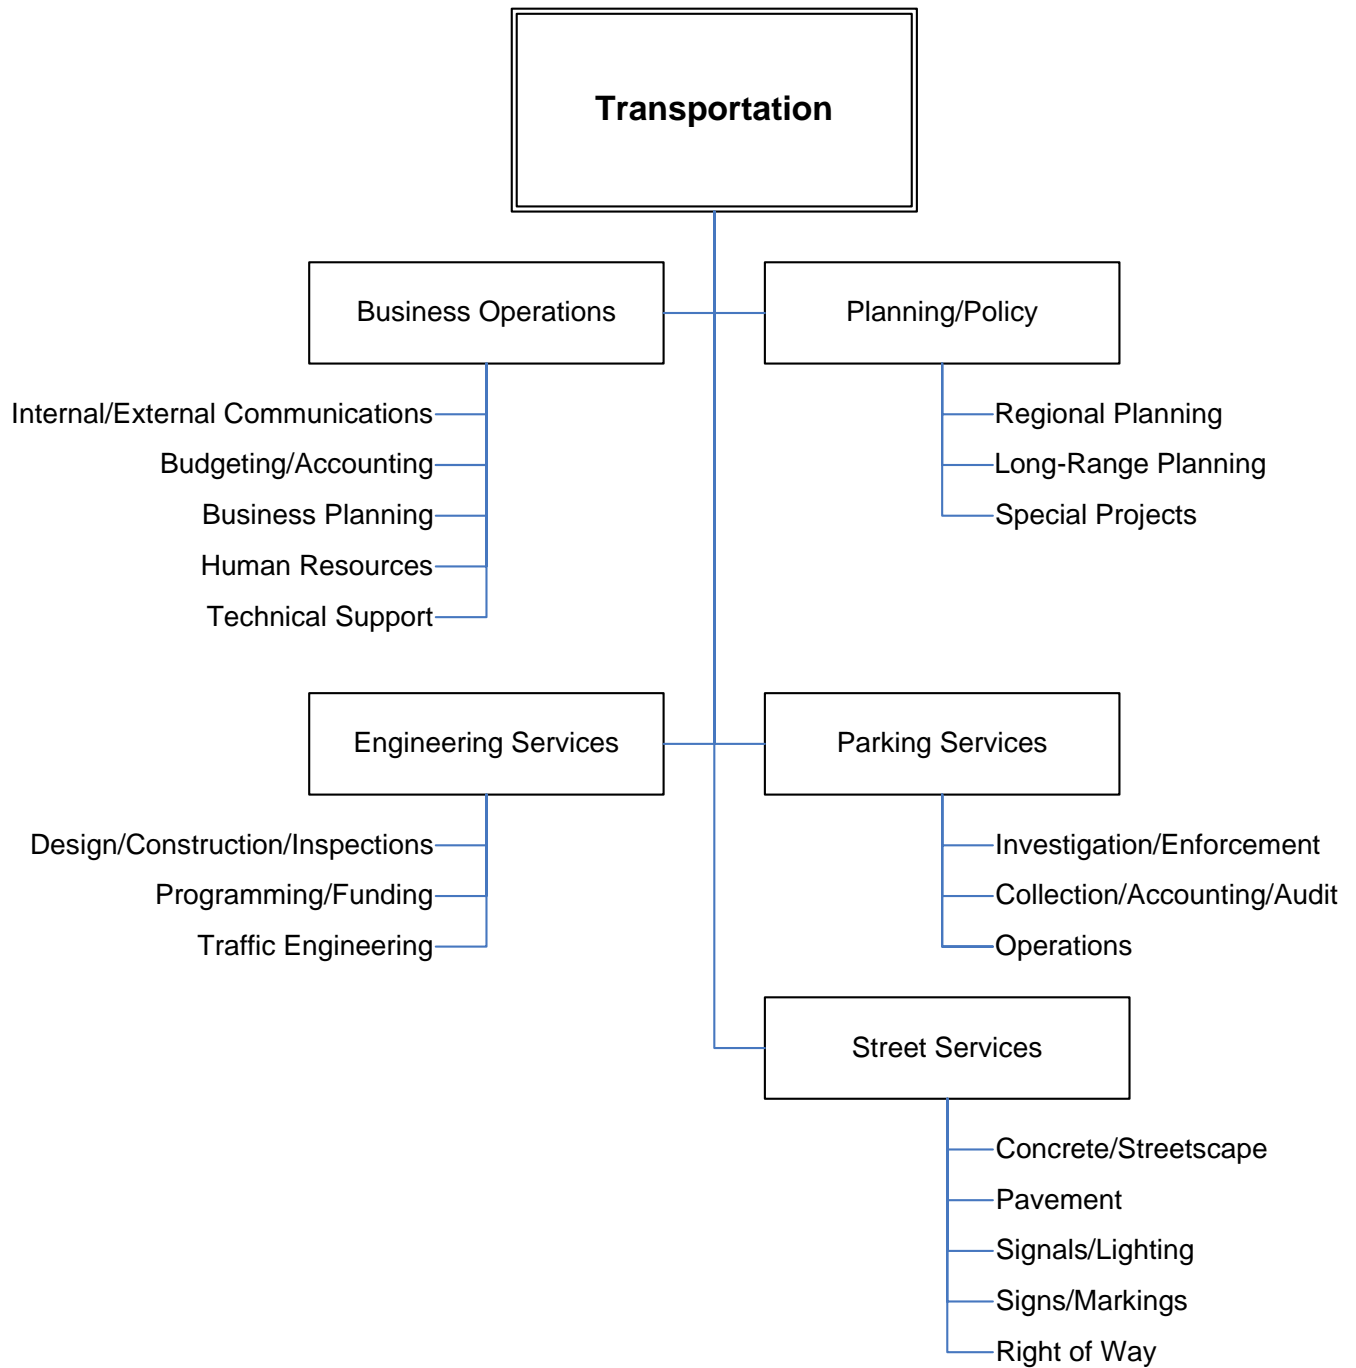 Transportation
Business Operations
Internal/External Communications
Budgeting/Accounting
Business Planning
Human Resources
Technical Support
Planning/Policy
Regional Planning
Long-Range Planning
Special Projects
Engineering Services
Design/Construction/Inspections
Programming/Funding
Traffic Engineering
Parking Services
Investigation/Enforcement
Collection/Accounting/Audit
Operations
Street Services
Concrete/Streetscape
Pavement
Signals/Lighting
Signs/Markings
Right of Way